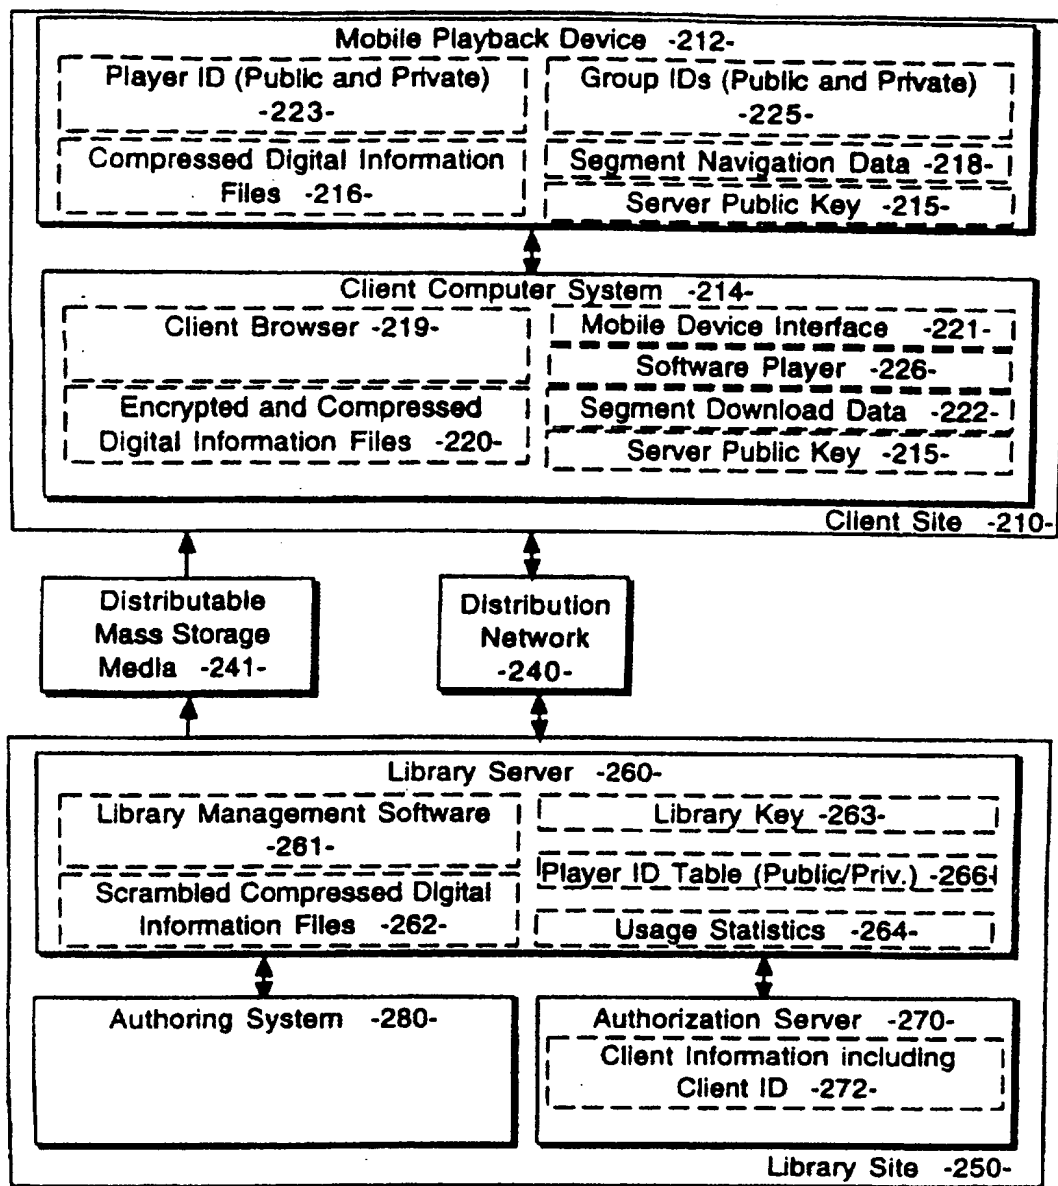 Mobile Playback Device -212-
Player ID (Public and Private)
-223-
Group IDs (Public and Private)
-225-
Compressed Digital Information
Files -216-
Segment Navigation Data -218-
Server Public Key -215-
Client Computer System -214-
Client Browser -219-
Mobile Device Interface -221-
Software Player -226-
Encrypted and Compressed
Digital Information Files -220-
Segment Download Data -222-
Server Public Key -215-
Client Site -210-
Distributable
Mass Storage
Media -241-
Distribution
Network
-240-
Library Server -260-
Library Management Software
-261-
Library Key -263-
Player ID Table (Public/Priv.) -266-
Scrambled Compressed Digital
Information Files -262-
Usage Statistics -264-
Authoring System -280-
Authorization Server -270-
Client Information including
Client ID -272-
Library Site -250-